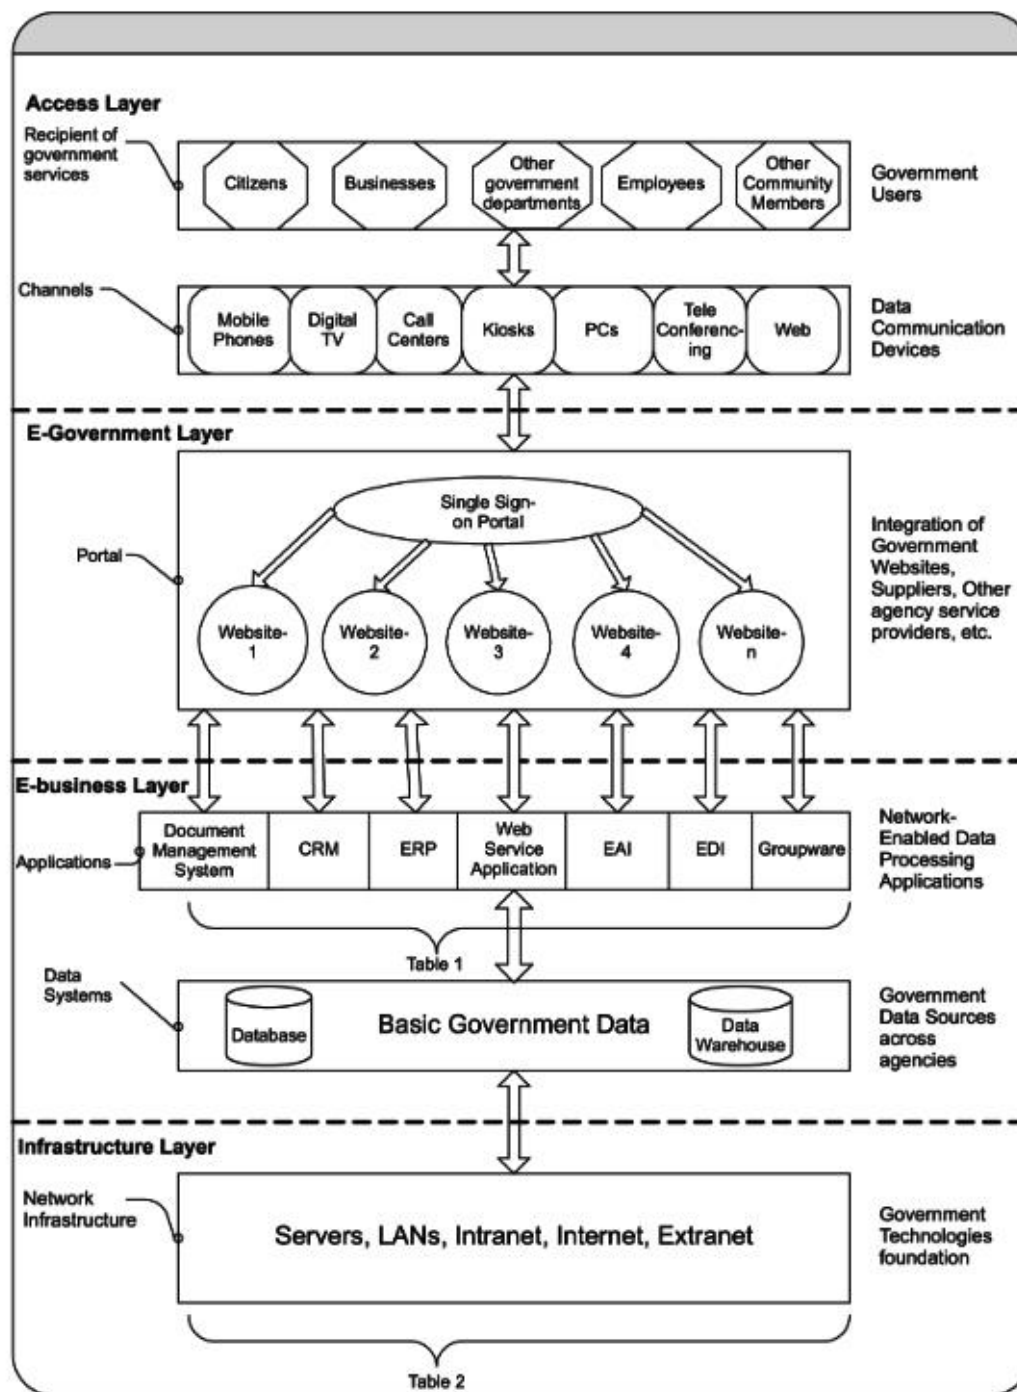 Access Layer
Recipient of
government
services
Citizens
Businesses
Other
government
departments
Employees
Other
Community
Members
Government
Users
Channels
Mobile
Phones
Digital
TV
Call
Centers
Kiosks
PCs
Tele
Conferenc-
ing
Web
Data
Communication
Devices
E-Government Layer
Portal
Single Sign-
on Portal
Website-
1
Website-
2
Website-
3
Website-
4
Website-
n
Integration of
Government
Websites,
Suppliers, Other
agency service
providers, etc.
E-business Layer
Applications
Document
Management
System
CRM
ERP
Web
Service
Application
EAI
EDI
Groupware
Network-
Enabled Data
Processing
Applications
Table 1
Data
Systems
Database
Basic Government Data
Data
Warehouse
Government
Data Sources
across
agencies
Infrastructure Layer
Network
Infrastructure
Servers, LANs, Intranet, Internet, Extranet
Government
Technologies
foundation
Table 2